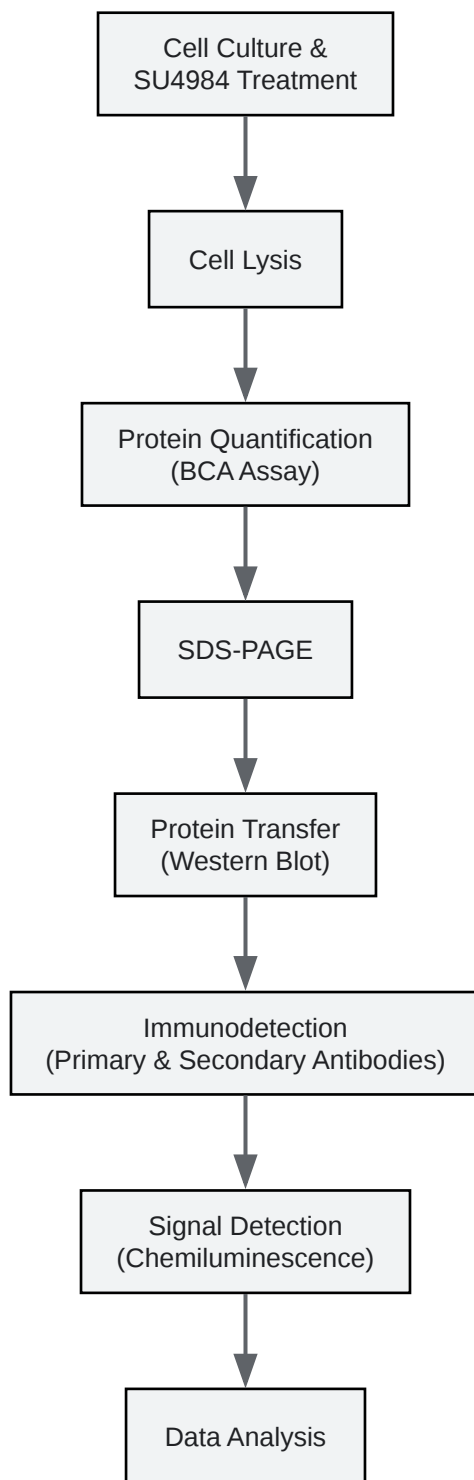 Cell Culture &
SU4984 Treatment
Cell Lysis
Protein Quantification
(BCA Assay)
SDS-PAGE
Protein Transfer
(Western Blot)
Immunodetection
(Primary & Secondary Antibodies)
Signal Detection
(Chemiluminescence)
Data Analysis